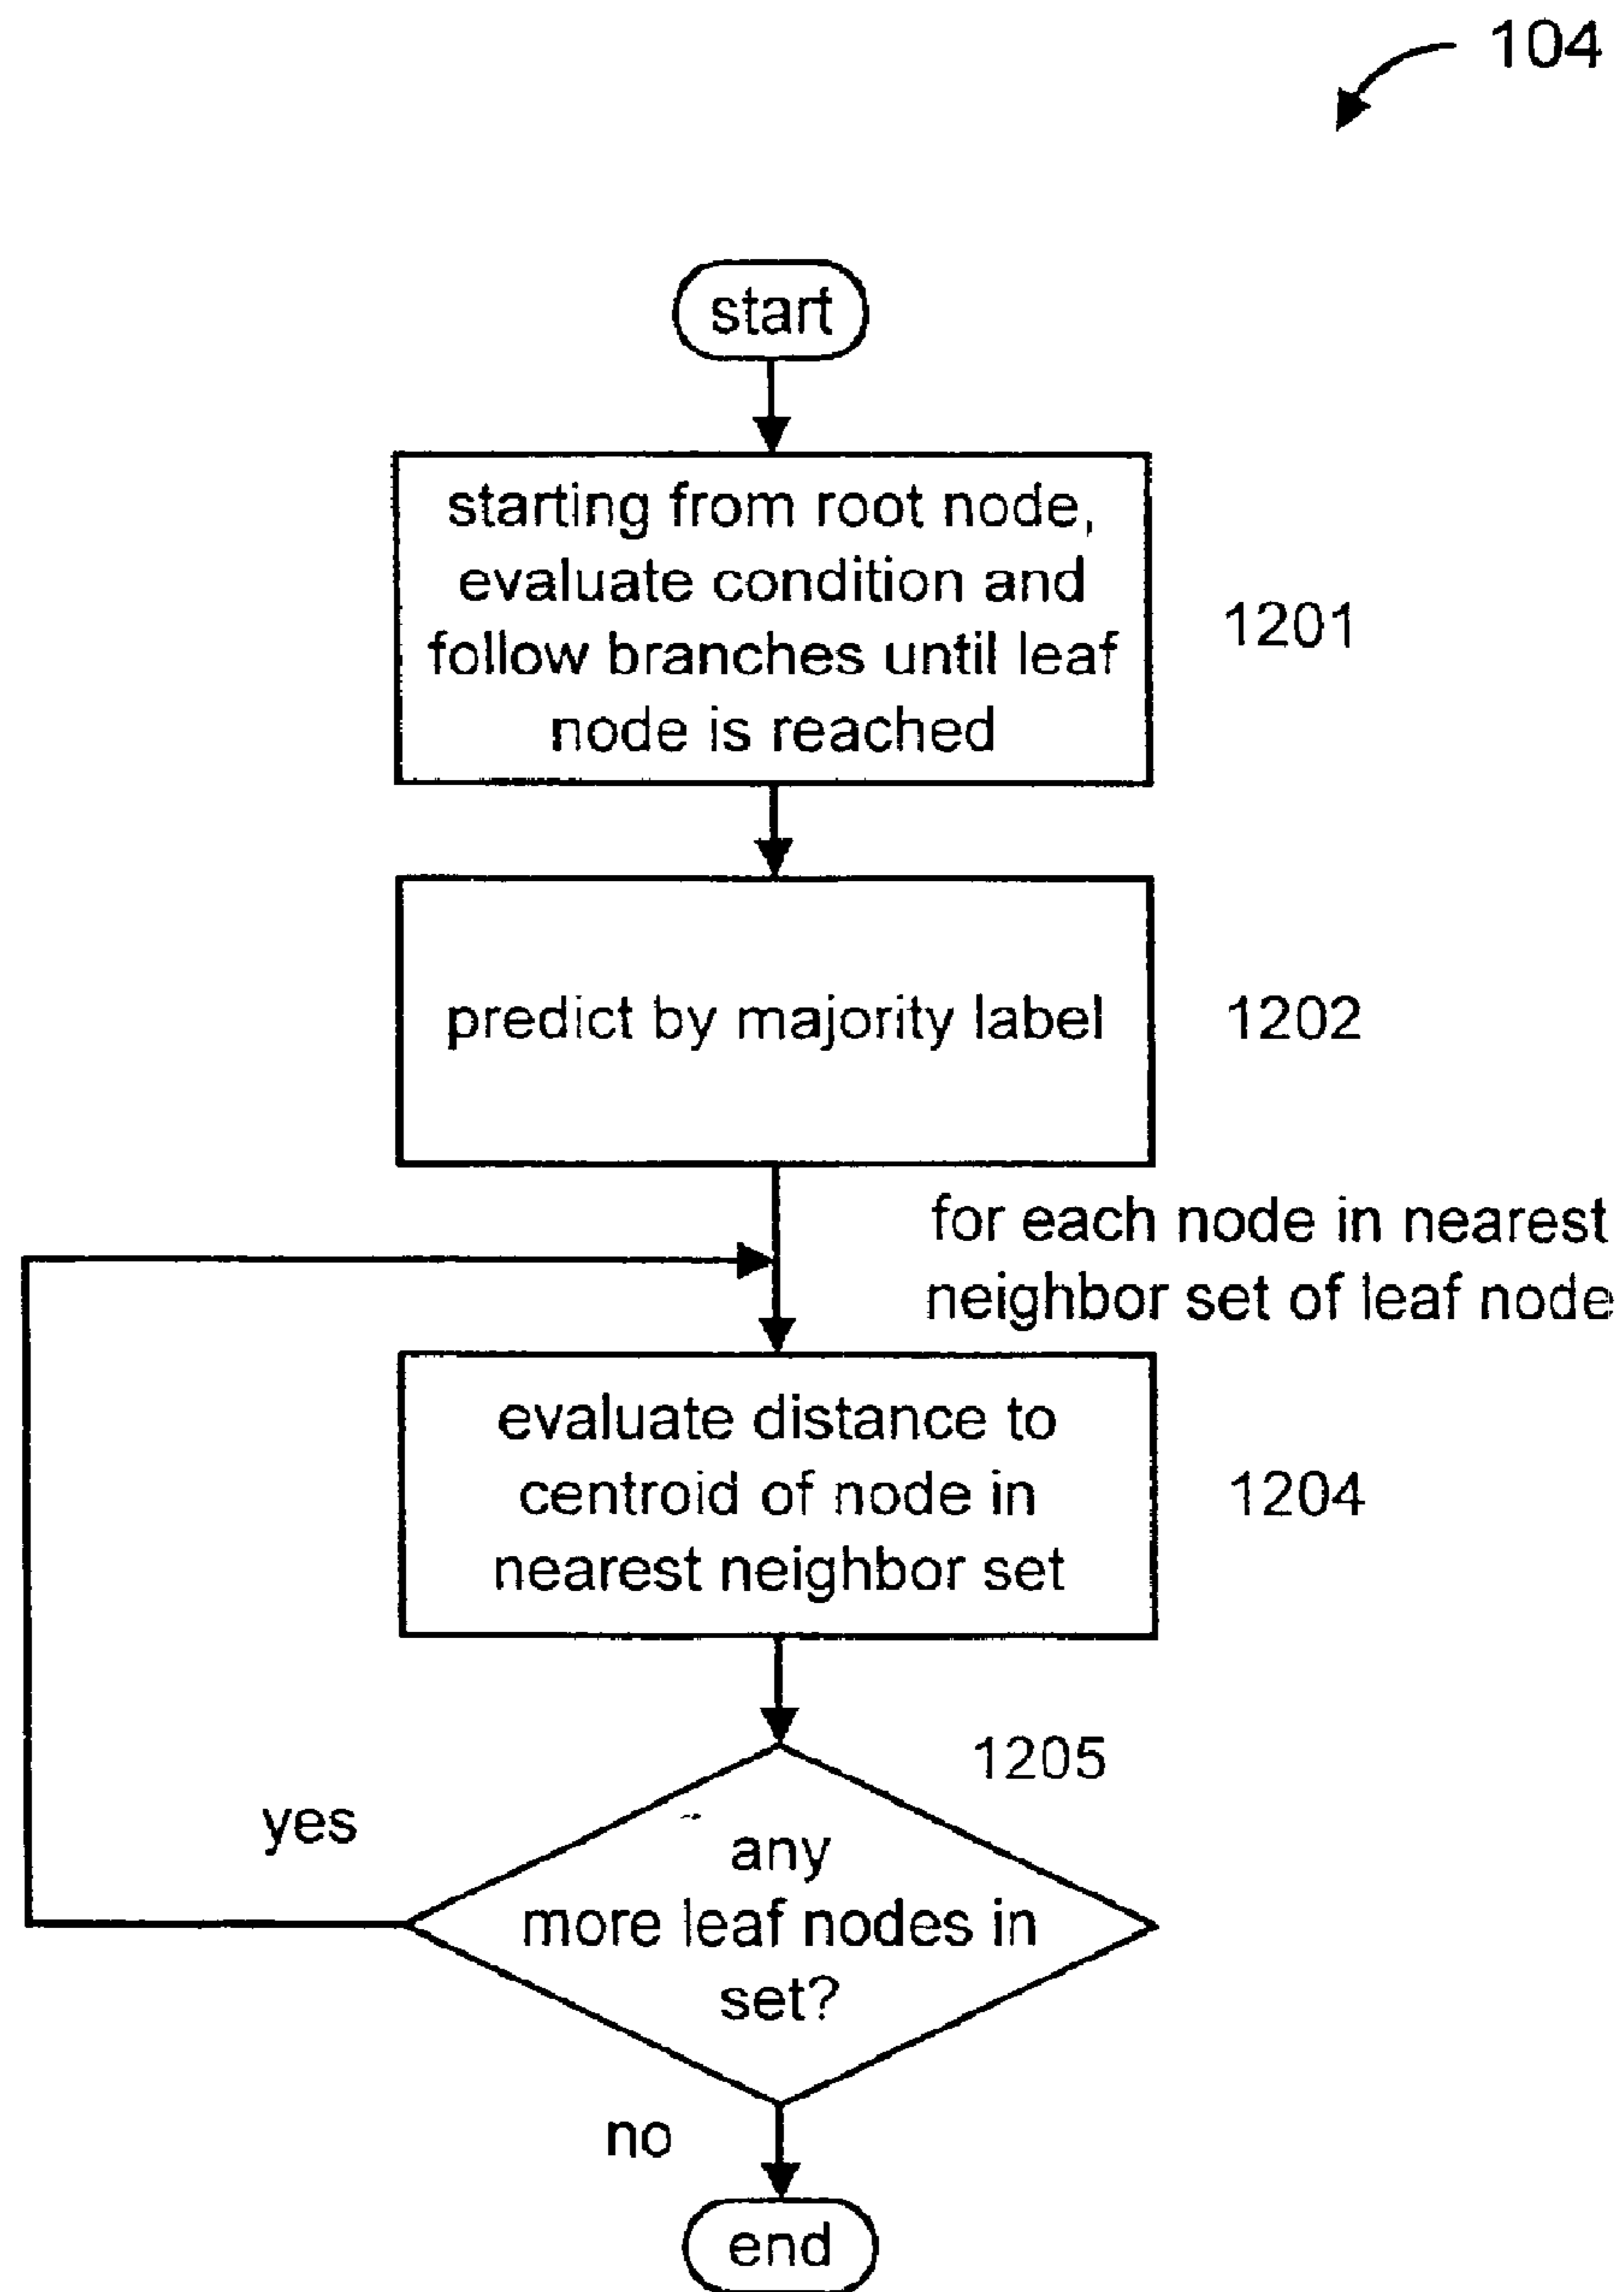 104
start
starting from root node,
evaluate condition and
follow branches until leaf
node is reached
1201
predict by majority label
1202
for each node in nearest
neighbor set of leaf node
evaluate distance to
centroid of node in
nearest neighbor set
1204
1205
yes
any
more leaf nodes in
set?
no
end